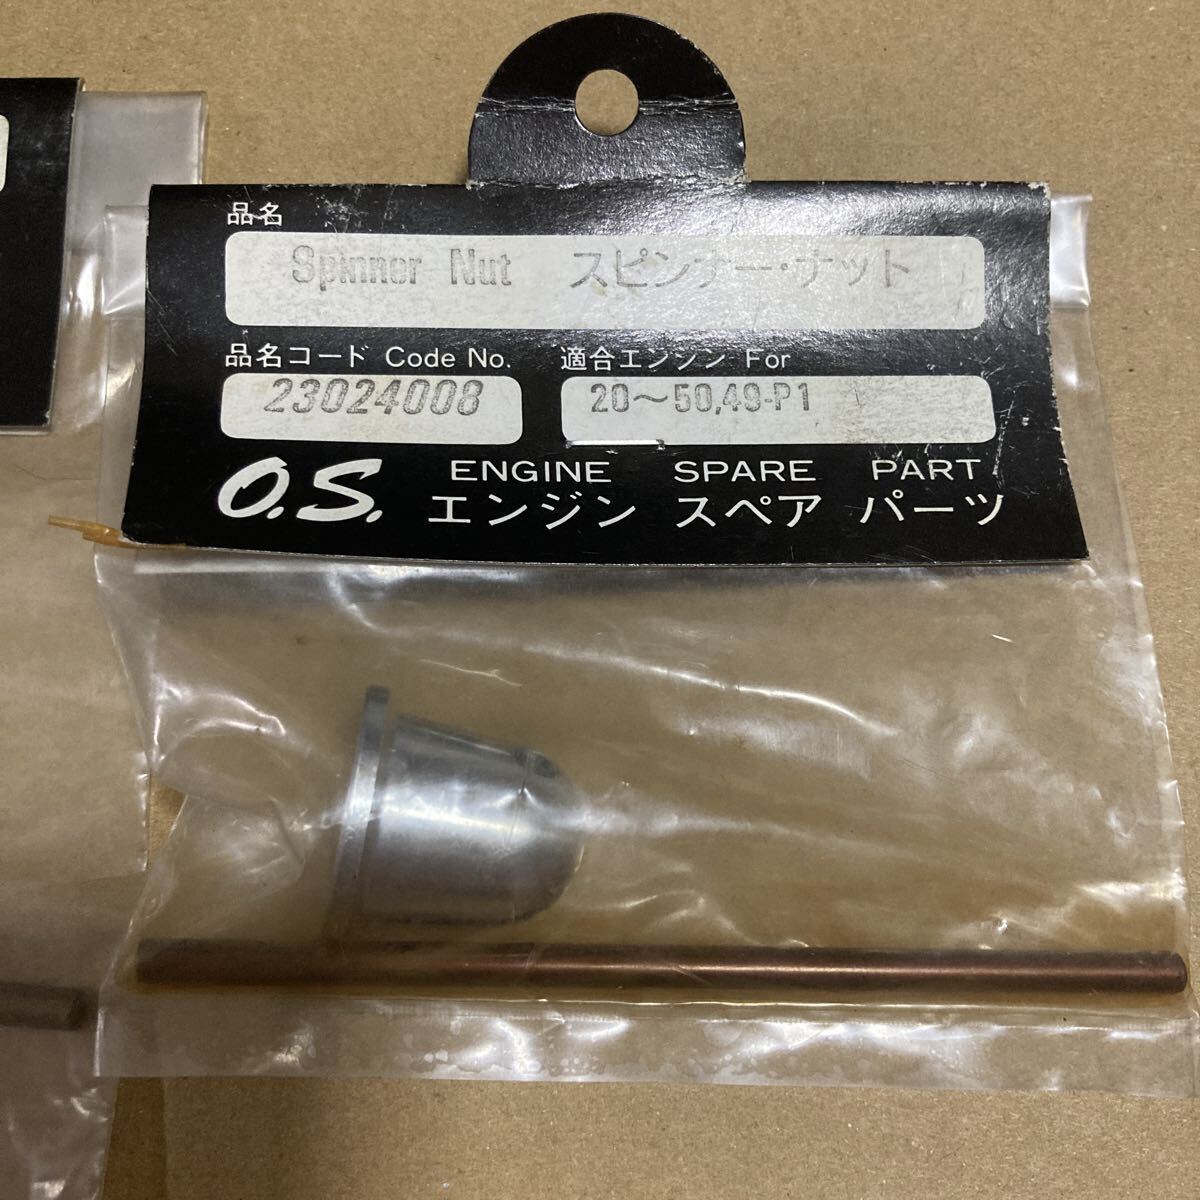 品名
Spinner Nut スピンナー・ナット
品名コード Code No. 適合エンジン For
23024008 20～50,49-P1
O.S. ENGINE SPARE PART
エンジン スペア パーツ